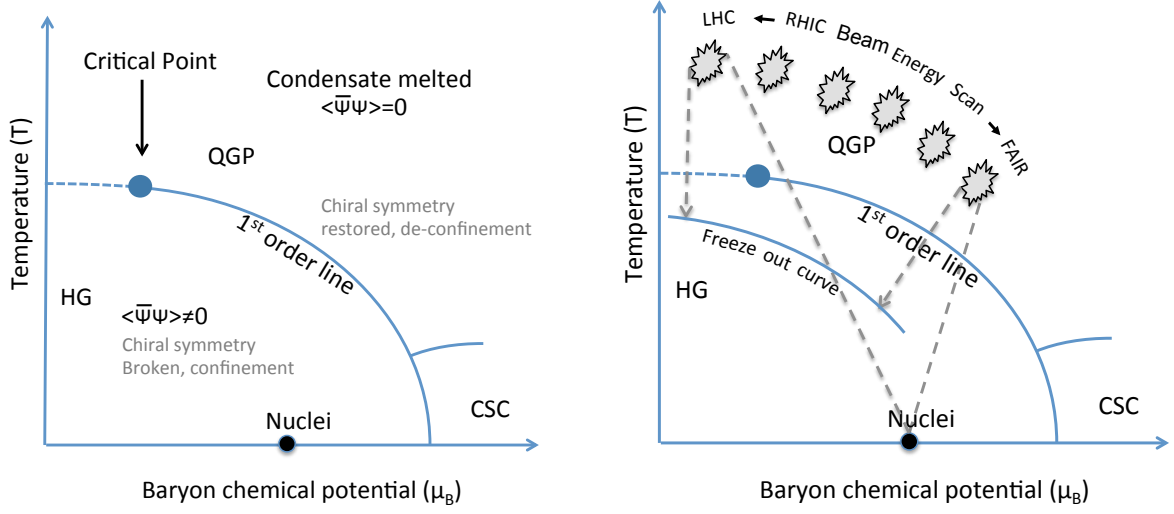 Temperature (T)
Critical Point
Condensate melted
<Ψ̅Ψ>=0
QGP
1st order line
Chiral symmetry
restored, de-confinement
HG
<Ψ̅Ψ>≠0
Chiral symmetry
Broken, confinement
Nuclei
CSC
Baryon chemical potential (μB)
Temperature (T)
LHC
RHIC Beam Energy Scan
FAIR
QGP
1st order line
Freeze out curve
HG
Nuclei
CSC
Baryon chemical potential (μB)